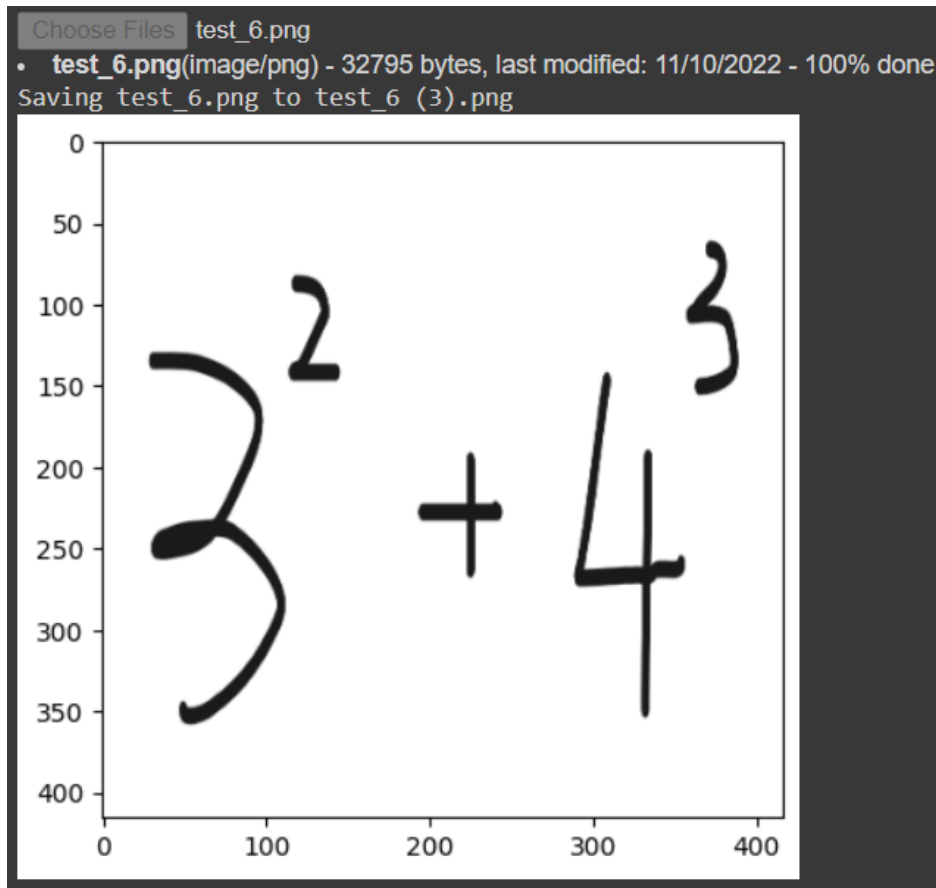 Choose Files test_6.png
• test_6.png(image/png) - 32795 bytes, last modified: 11/10/2022 - 100% done
Saving test_6.png to test_6 (3).png
0
50
100
150
200
250
300
350
400
3² + 4³
0 100 200 300 400